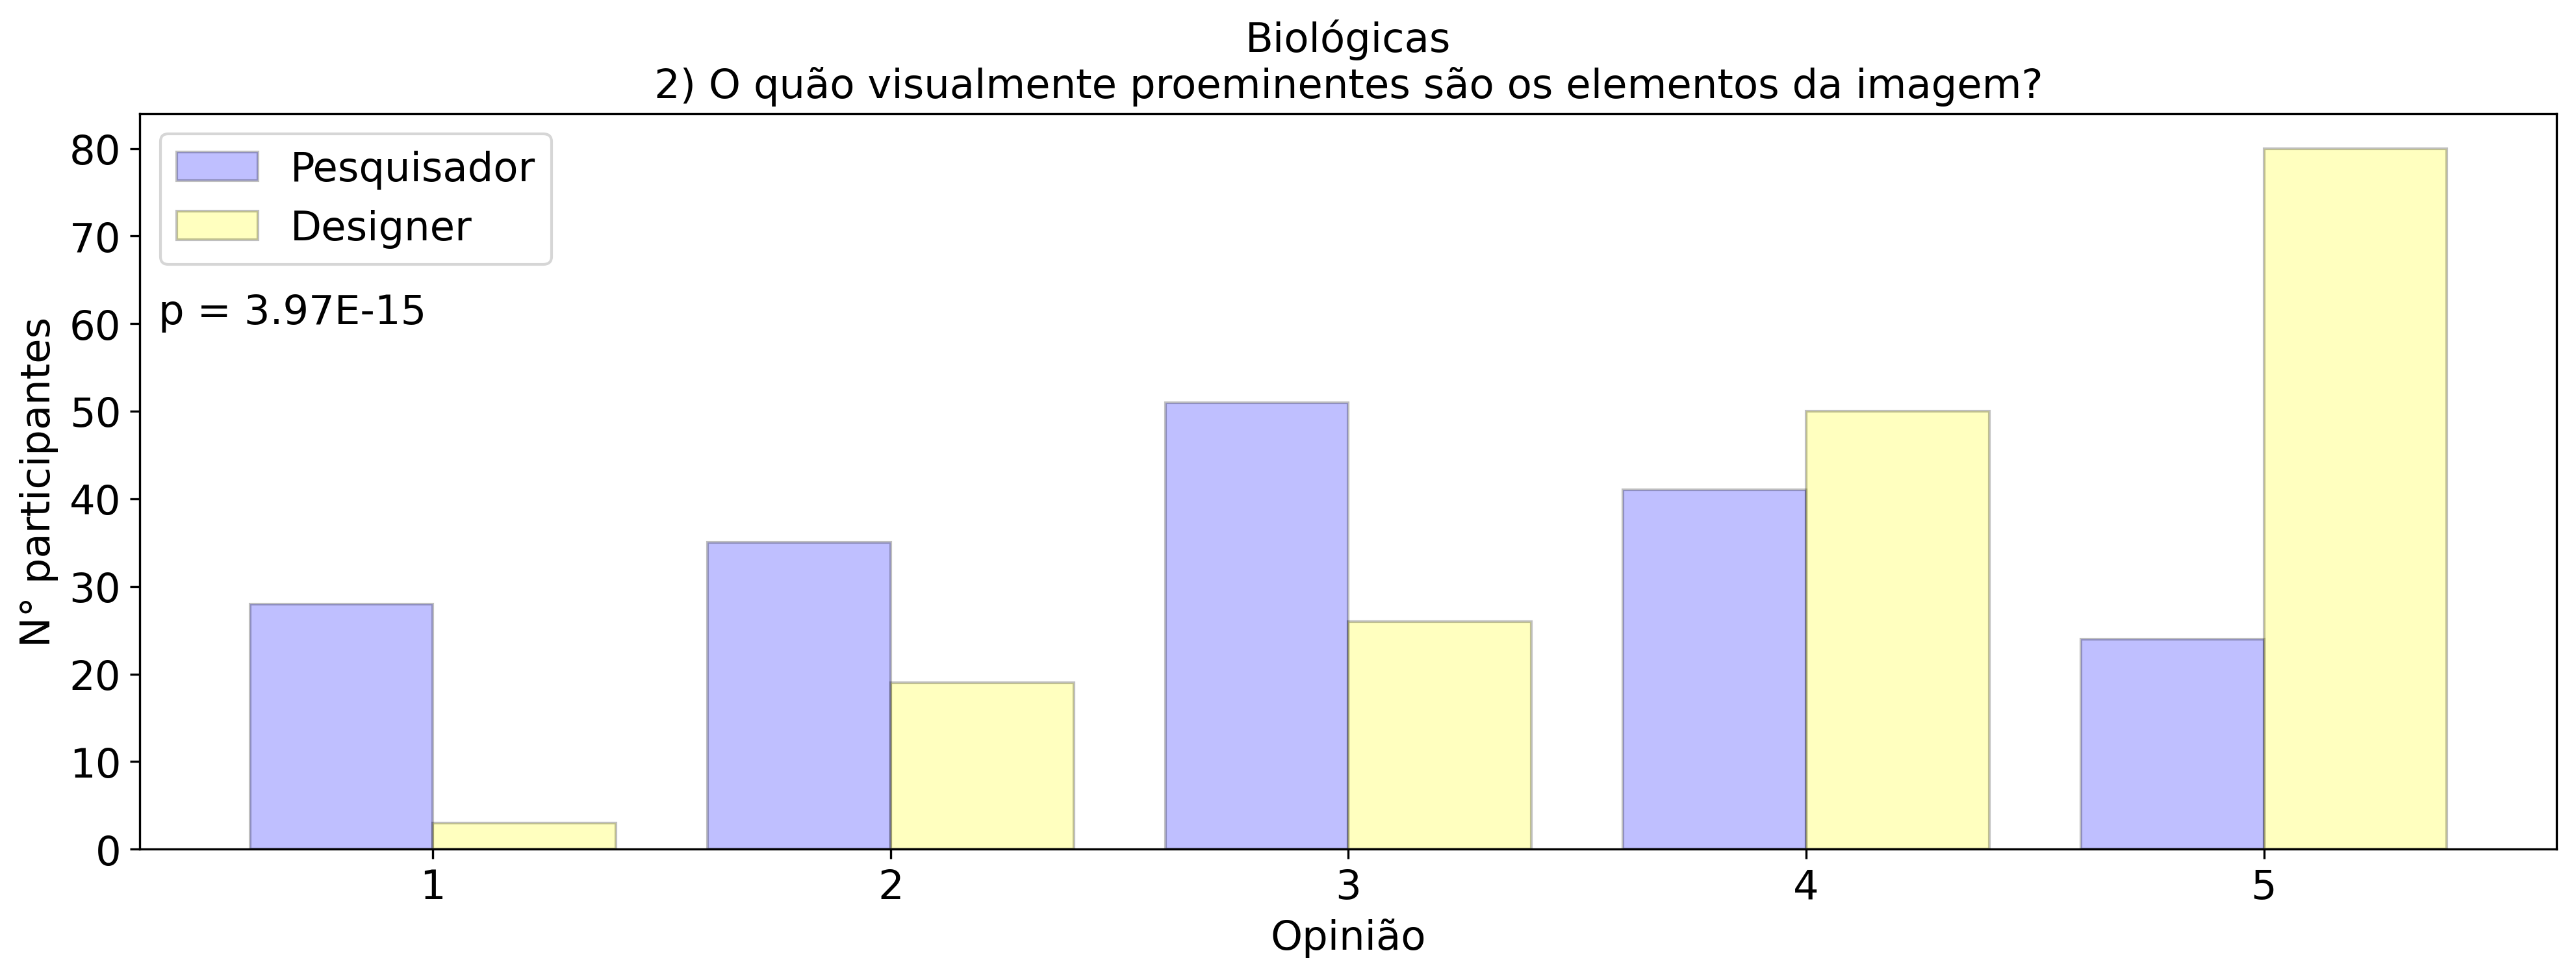 Biológicas
2) O quão visualmente proeminentes são os elementos da imagem?
Pesquisador
Designer
p = 3.97E-15
N° participantes
80
70
60
50
40
30
20
10
0
1 2 3 4 5
Opinião